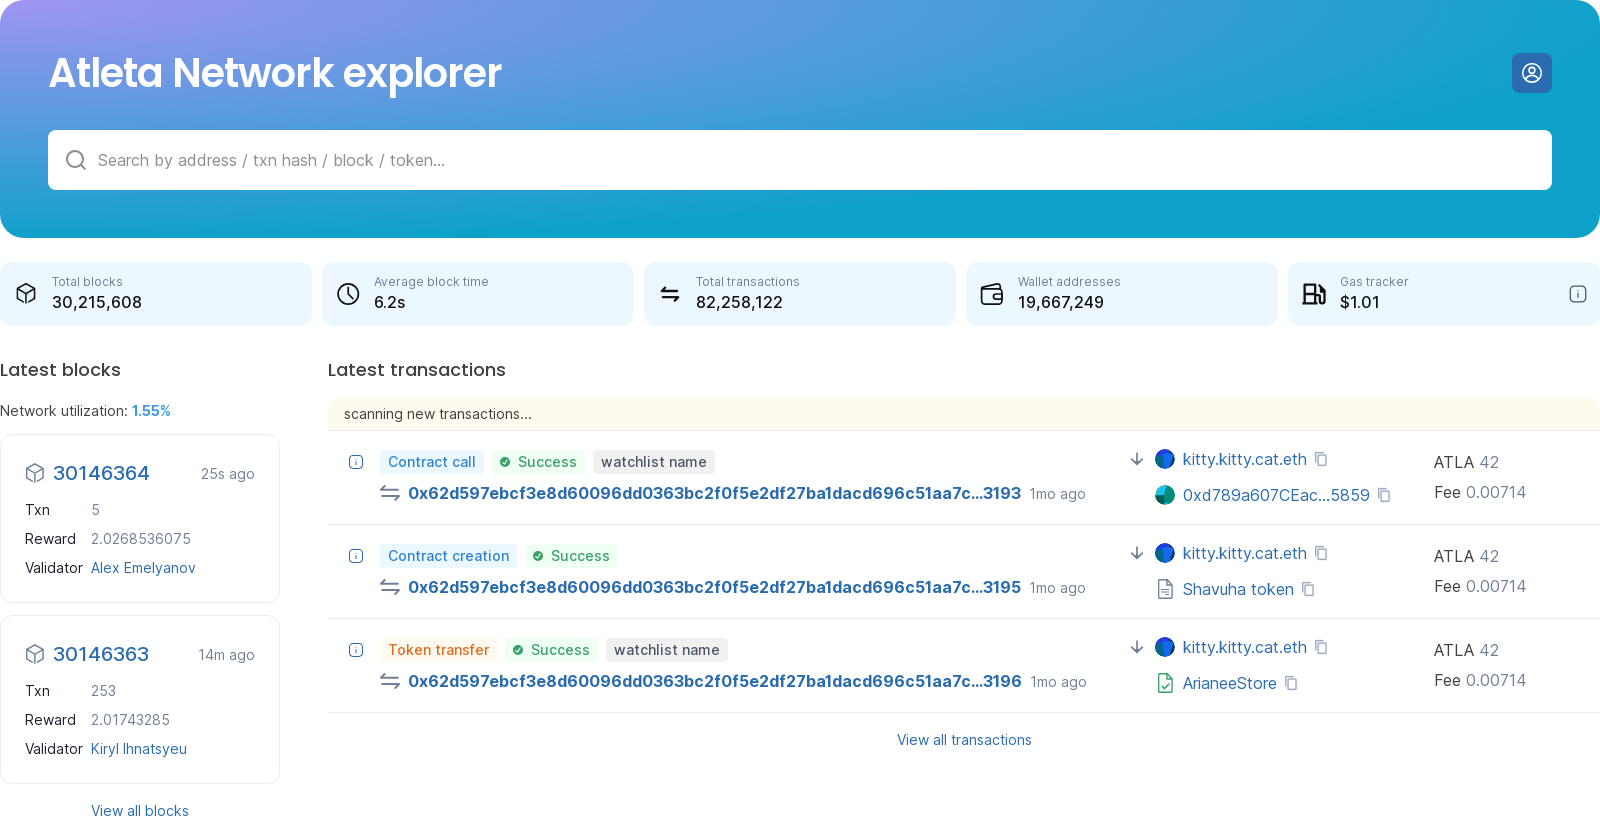 Atleta Network explorer
Search by address / txn hash / block / token...
Total blocks
30,215,608
Average block time
6.2s
Total transactions
82,258,122
Wallet addresses
19,667,249
Gas tracker
$1.01
Latest blocks
Network utilization: 1.55%
30146364 25s ago
Txn 5
Reward 2.0268536075
Validator Alex Emelyanov
30146363 14m ago
Txn 253
Reward 2.01743285
Validator Kiryl Ihnatsyeu
View all blocks
Latest transactions
scanning new transactions...
Contract call Success watchlist name
0x62d597ebcf3e8d60096dd0363bc2f0f5e2df27ba1dacd696c51aa7c...3193 1mo ago
kitty.kitty.cat.eth
0xd789a607CEac...5859
ATLA 42
Fee 0.00714
Contract creation Success
0x62d597ebcf3e8d60096dd0363bc2f0f5e2df27ba1dacd696c51aa7c...3195 1mo ago
kitty.kitty.cat.eth
Shavuha token
ATLA 42
Fee 0.00714
Token transfer Success watchlist name
0x62d597ebcf3e8d60096dd0363bc2f0f5e2df27ba1dacd696c51aa7c...3196 1mo ago
kitty.kitty.cat.eth
ArianeeStore
ATLA 42
Fee 0.00714
View all transactions